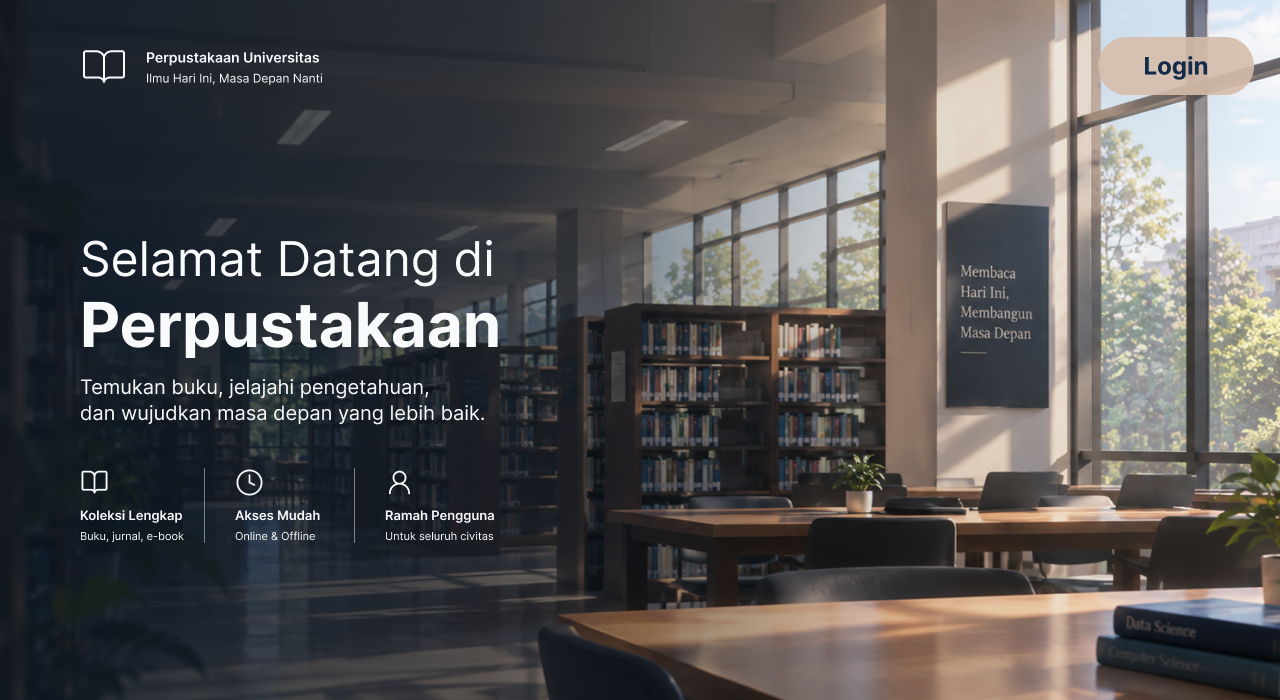 Perpustakaan Universitas
Ilmu Hari Ini, Masa Depan Nanti
Login
Selamat Datang di
Perpustakaan
Temukan buku, jelajahi pengetahuan,
dan wujudkan masa depan yang lebih baik.
Koleksi Lengkap
Buku, jurnal, e-book
Akses Mudah
Online & Offline
Ramah Pengguna
Untuk seluruh civitas
Membaca
Hari Ini,
Membangun
Masa Depan
Data Science
Computer Science